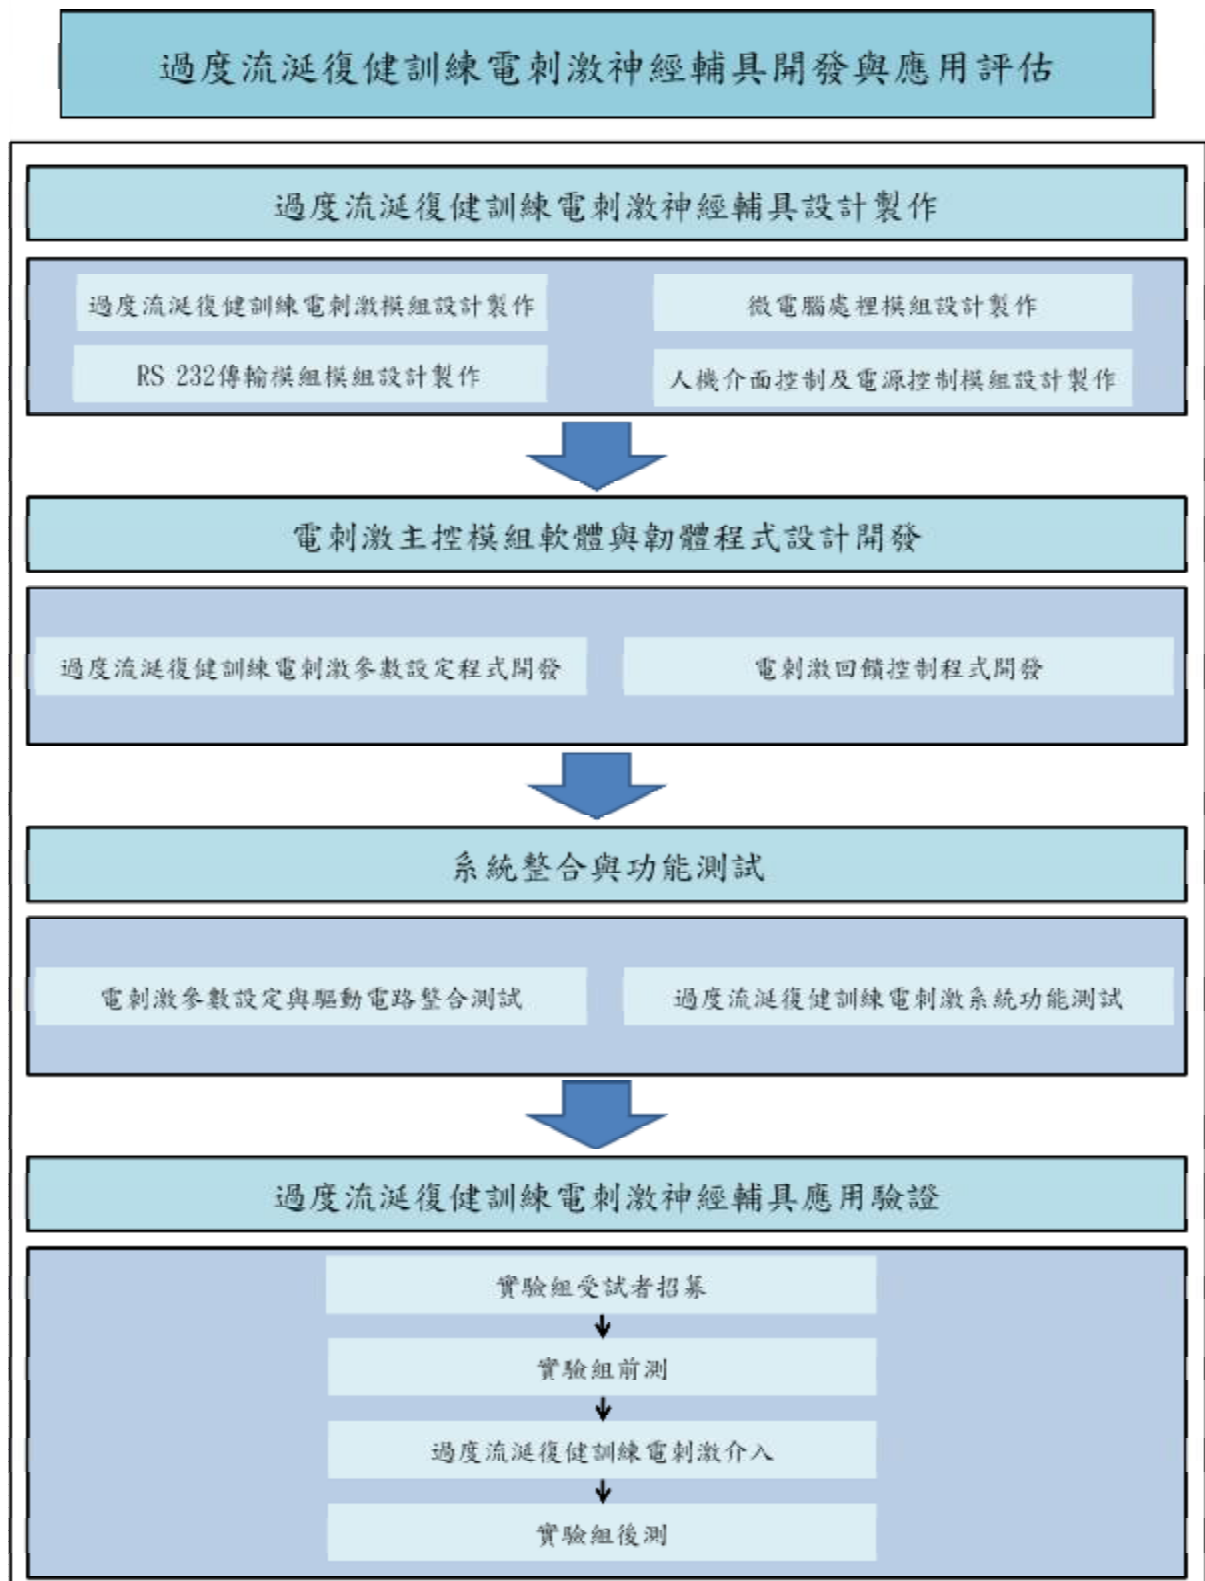 過度流涎復健訓練電刺激神經輔具開發與應用評估
過度流涎復健訓練電刺激神經輔具設計製作
過度流涎復健訓練電刺激模組設計製作
微電腦處裡模組設計製作
RS 232傳輸模組模組設計製作
人機介面控制及電源控制模組設計製作
電刺激主控模組軟體與韌體程式設計開發
過度流涎復健訓練電刺激參數設定程式開發
電刺激回饋控制程式開發
系統整合與功能測試
電刺激參數設定與驅動電路整合測試
過度流涎復健訓練電刺激系統功能測試
過度流涎復健訓練電刺激神經輔具應用驗證
實驗組受試者招募
實驗組前測
過度流涎復健訓練電刺激介入
實驗組後測